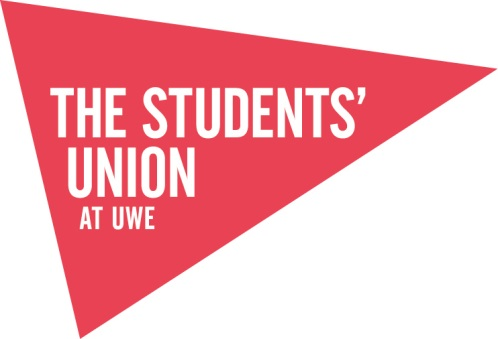 THE STUDENTS’
UNION
AT UWE